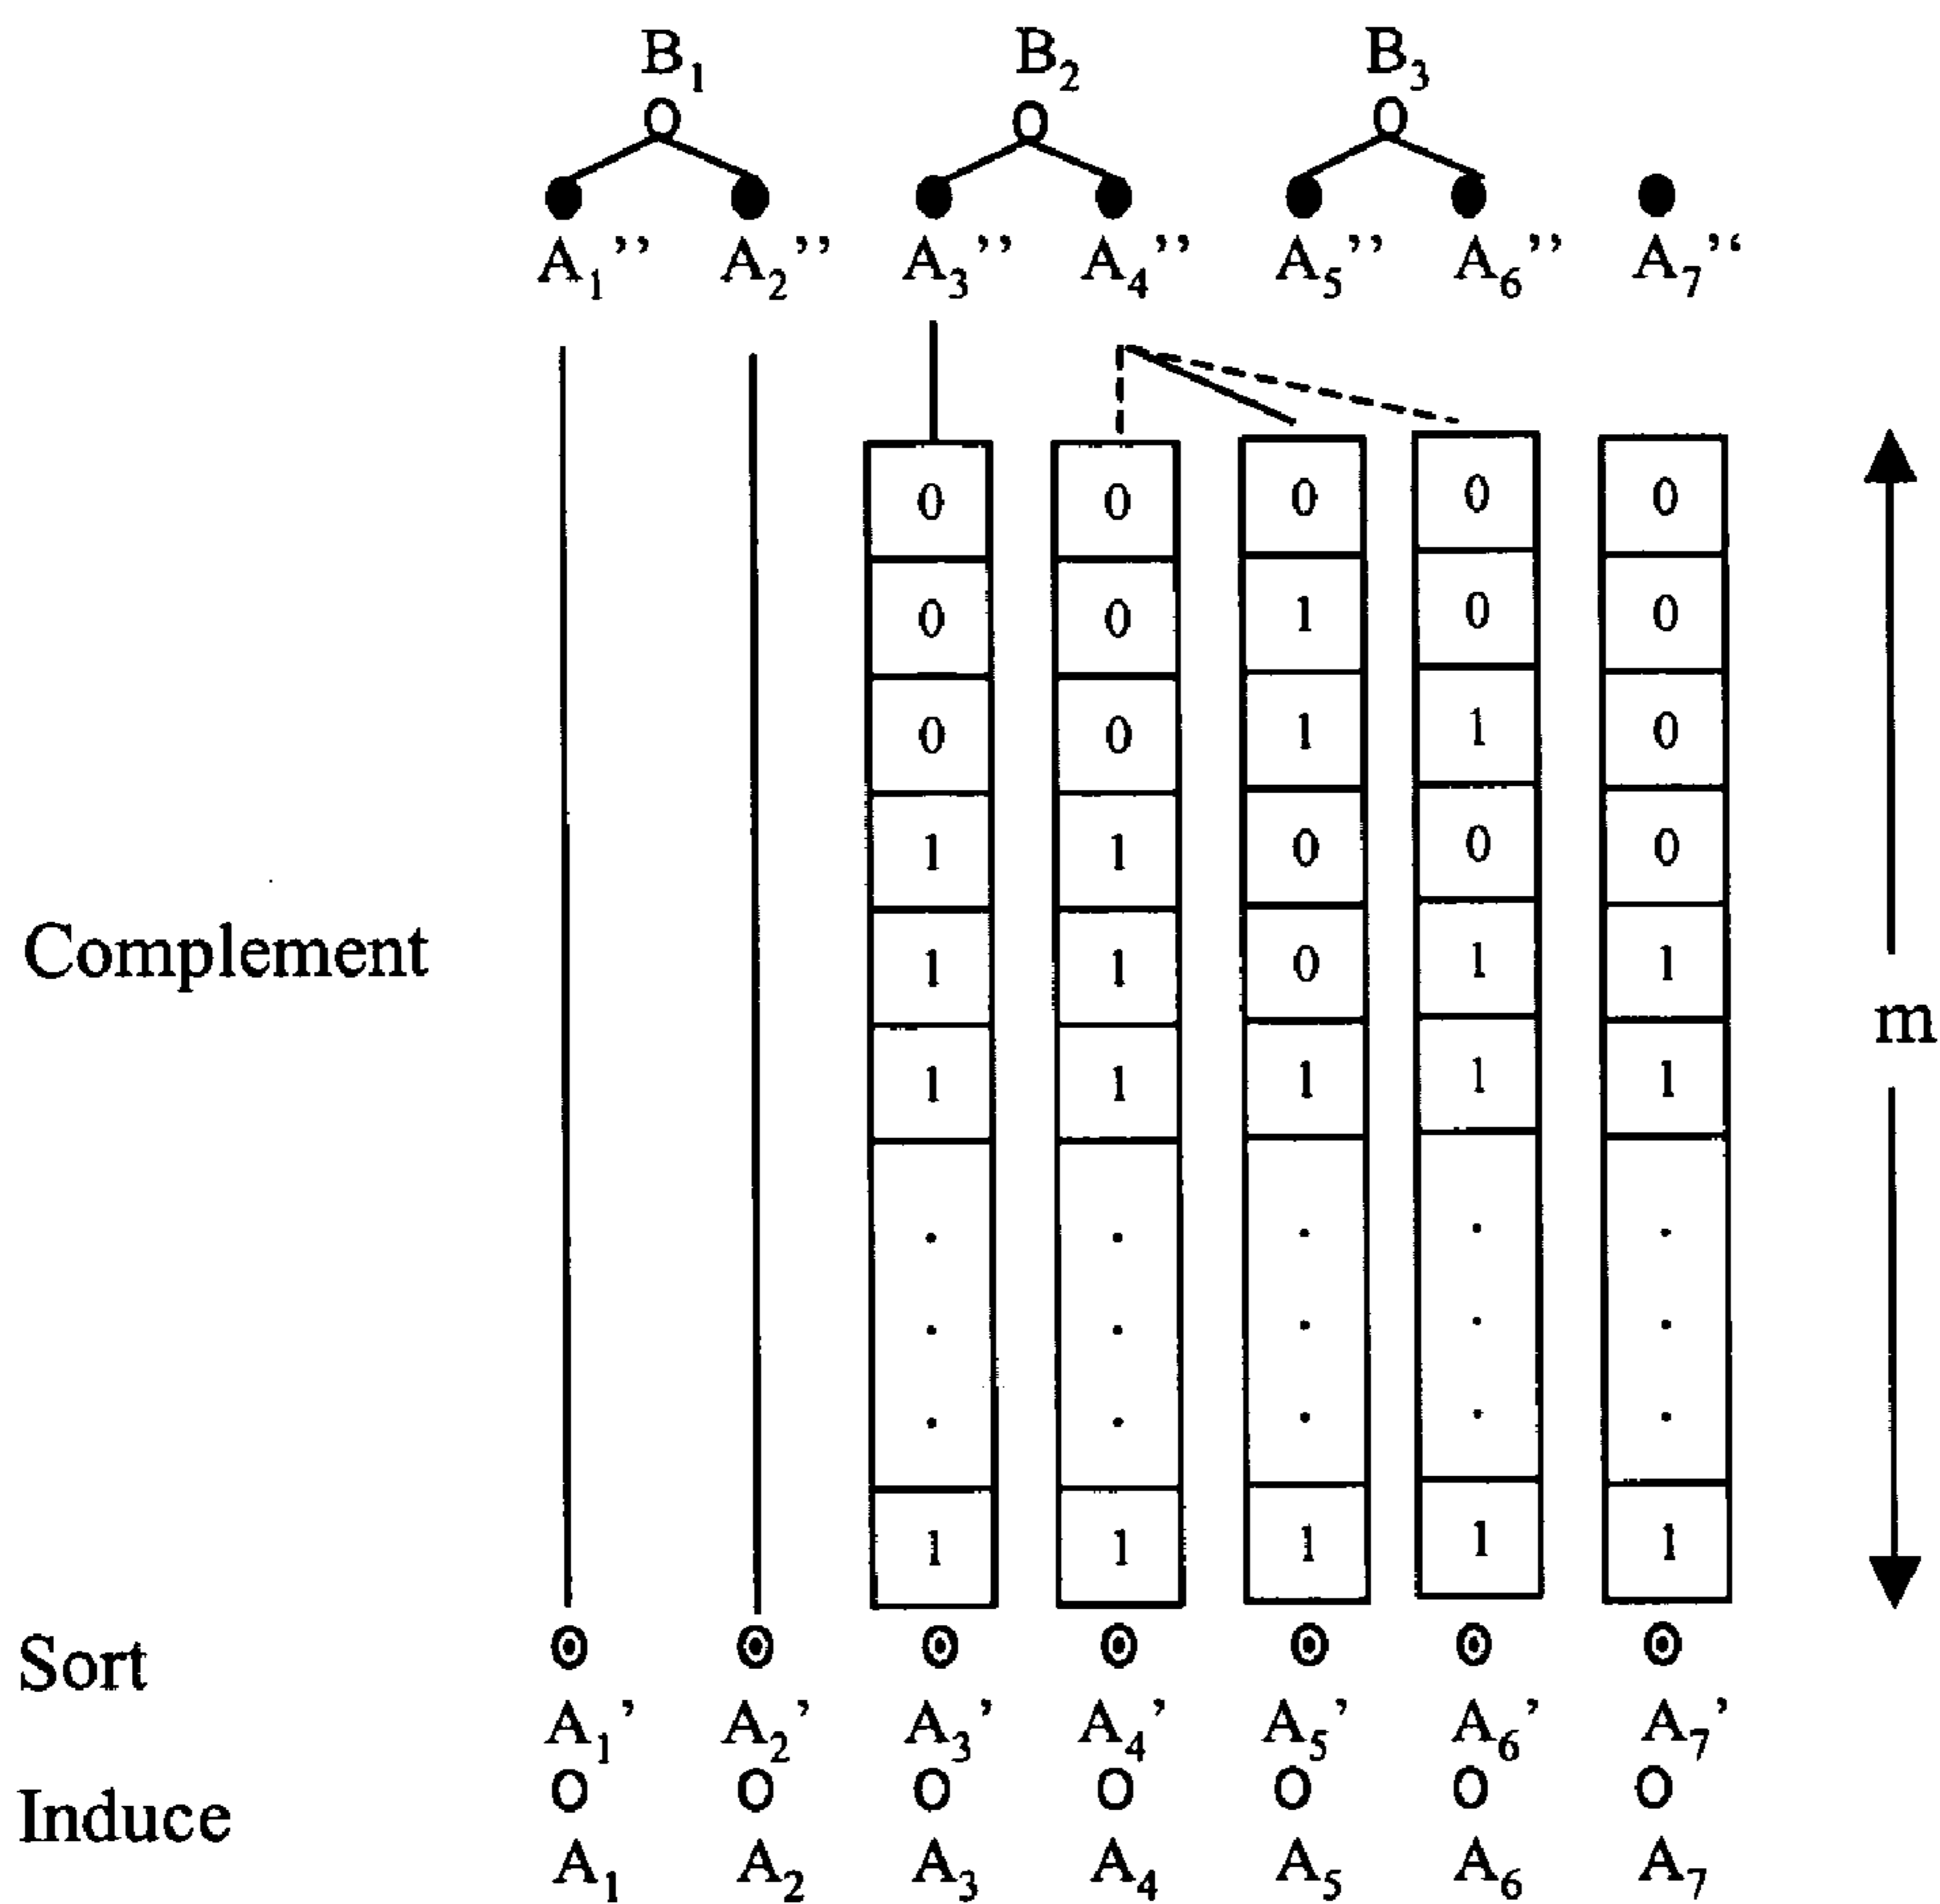 B₁ B₂ B₃
A₁’’ A₂’’ A₃’’ A₄’’ A₅’’ A₆’’ A₇’‘
0 0 0 0 0
0 0 1 0 0
0 0 1 1 0
1 1 0 0 0
Complement 1 1 0 1 1
m
1 1 1 1 1
1 1 1 1 1
Sort
A₁’ A₂’ A₃’ A₄’ A₅’ A₆’ A₇’
Induce
A₁ A₂ A₃ A₄ A₅ A₆ A₇